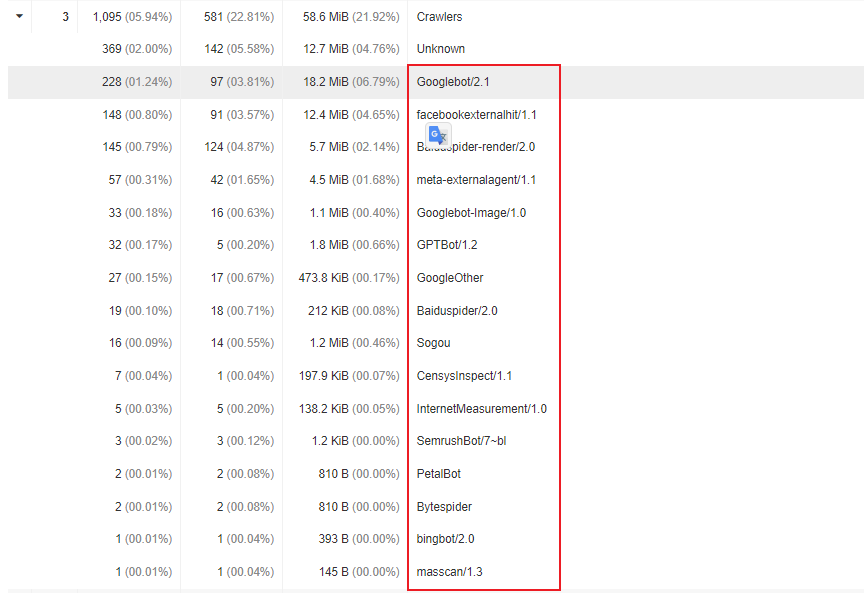 3 1,095 (05.94%) 581 (22.81%) 58.6 MiB (21.92%) Crawlers
369 (02.00%) 142 (05.58%) 12.7 MiB (04.76%) Unknown
228 (01.24%) 97 (03.81%) 18.2 MiB (06.79%) Googlebot/2.1
148 (00.80%) 91 (03.57%) 12.4 MiB (04.65%) facebookexternalhit/1.1
145 (00.79%) 124 (04.87%) 5.7 MiB (02.14%) Baiduspider-render/2.0
57 (00.31%) 42 (01.65%) 4.5 MiB (01.68%) meta-externalagent/1.1
33 (00.18%) 16 (00.63%) 1.1 MiB (00.40%) Googlebot-Image/1.0
32 (00.17%) 5 (00.20%) 1.8 MiB (00.66%) GPTBot/1.2
27 (00.15%) 17 (00.67%) 473.8 KiB (00.17%) GoogleOther
19 (00.10%) 18 (00.71%) 212 KiB (00.08%) Baiduspider/2.0
16 (00.09%) 14 (00.55%) 1.2 MiB (00.46%) Sogou
7 (00.04%) 1 (00.04%) 197.9 KiB (00.07%) CensysInspect/1.1
5 (00.03%) 5 (00.20%) 138.2 KiB (00.05%) InternetMeasurement/1.0
3 (00.02%) 3 (00.12%) 1.2 KiB (00.00%) SemrushBot/7~bl
2 (00.01%) 2 (00.08%) 810 B (00.00%) PetalBot
2 (00.01%) 2 (00.08%) 810 B (00.00%) Bytespider
1 (00.01%) 1 (00.04%) 393 B (00.00%) bingbot/2.0
1 (00.01%) 1 (00.04%) 145 B (00.00%) masscan/1.3